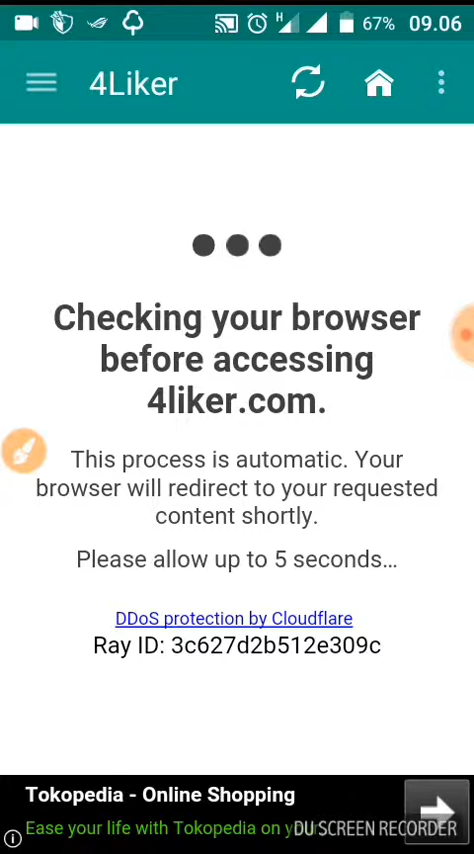 H 67% 09.06
4Liker
Checking your browser
before accessing
4liker.com.
This process is automatic. Your
browser will redirect to your requested
content shortly.
Please allow up to 5 seconds…
DDoS protection by Cloudflare
Ray ID: 3c627d2b512e309c
Tokopedia - Online Shopping
Ease your life with Tokopedia on
DU SCREEN RECORDER